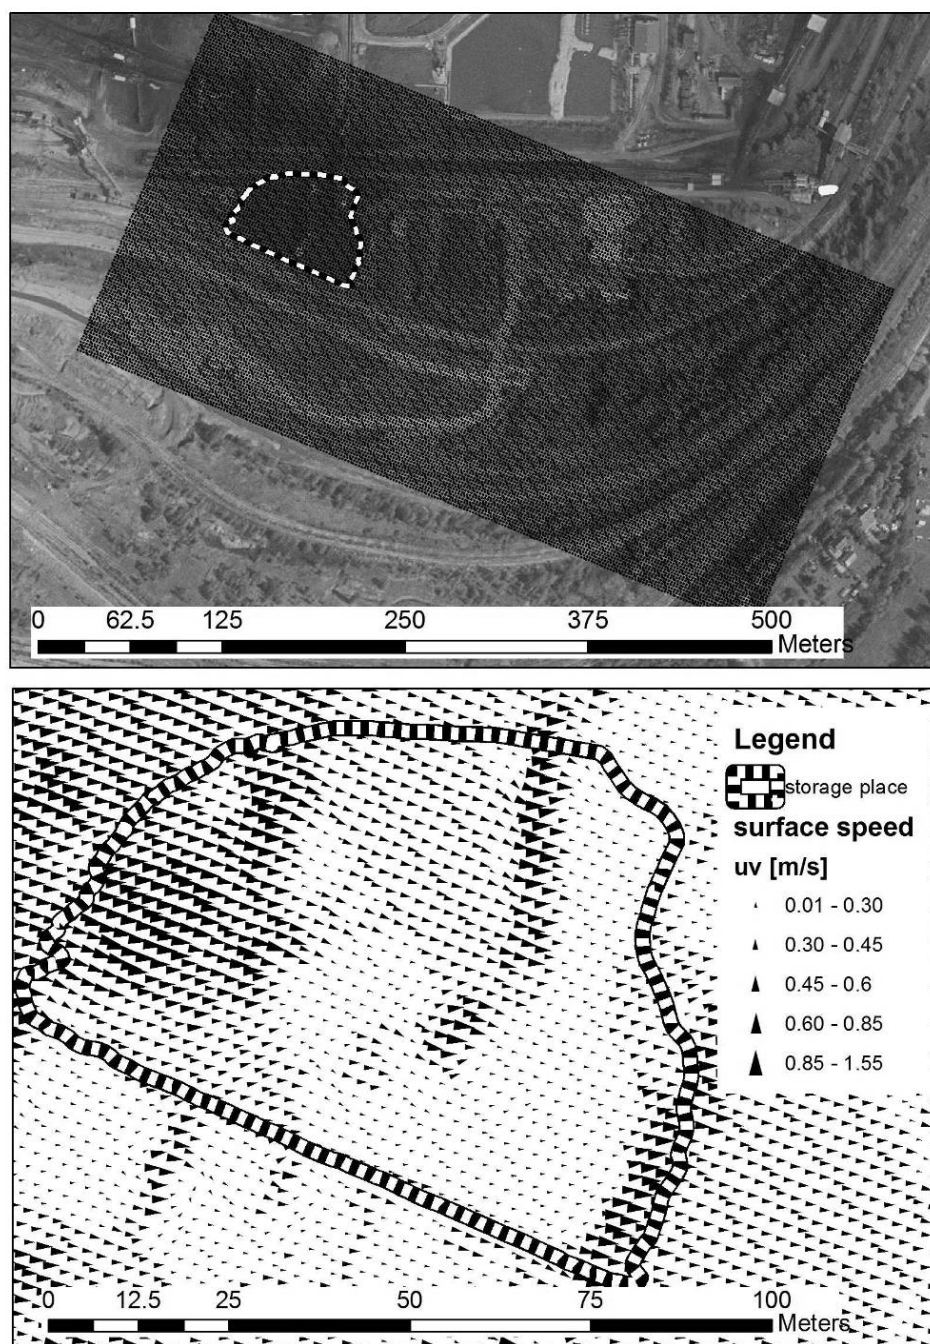 0 62.5 125 250 375 500
Meters
Legend
storage place
surface speed
uv [m/s]
0.01 - 0.30
0.30 - 0.45
0.45 - 0.6
0.60 - 0.85
0.85 - 1.55
0 12.5 25 50 75 100
Meters